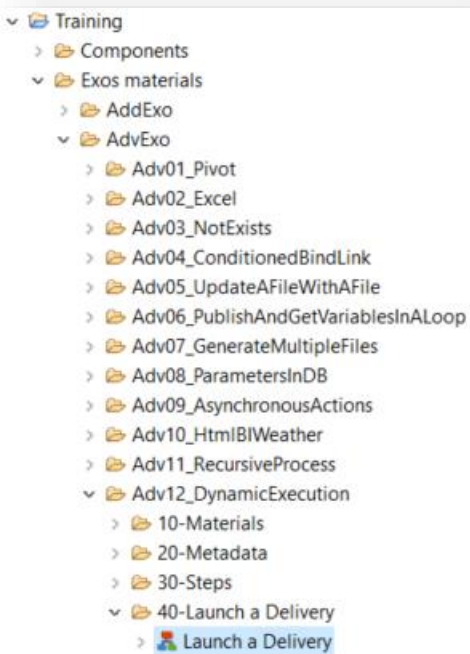 Training
Components
Exos materials
AddExo
AdvExo
Adv01_Pivot
Adv02_Excel
Adv03_NotExists
Adv04_ConditionedBindLink
Adv05_UpdateAFileWithAFile
Adv06_PublishAndGetVariablesInALoop
Adv07_GenerateMultipleFiles
Adv08_ParametersInDB
Adv09_AsynchronousActions
Adv10_HtmlBIWeather
Adv11_RecursiveProcess
Adv12_DynamicExecution
10-Materials
20-Metadata
30-Steps
40-Launch a Delivery
Launch a Delivery